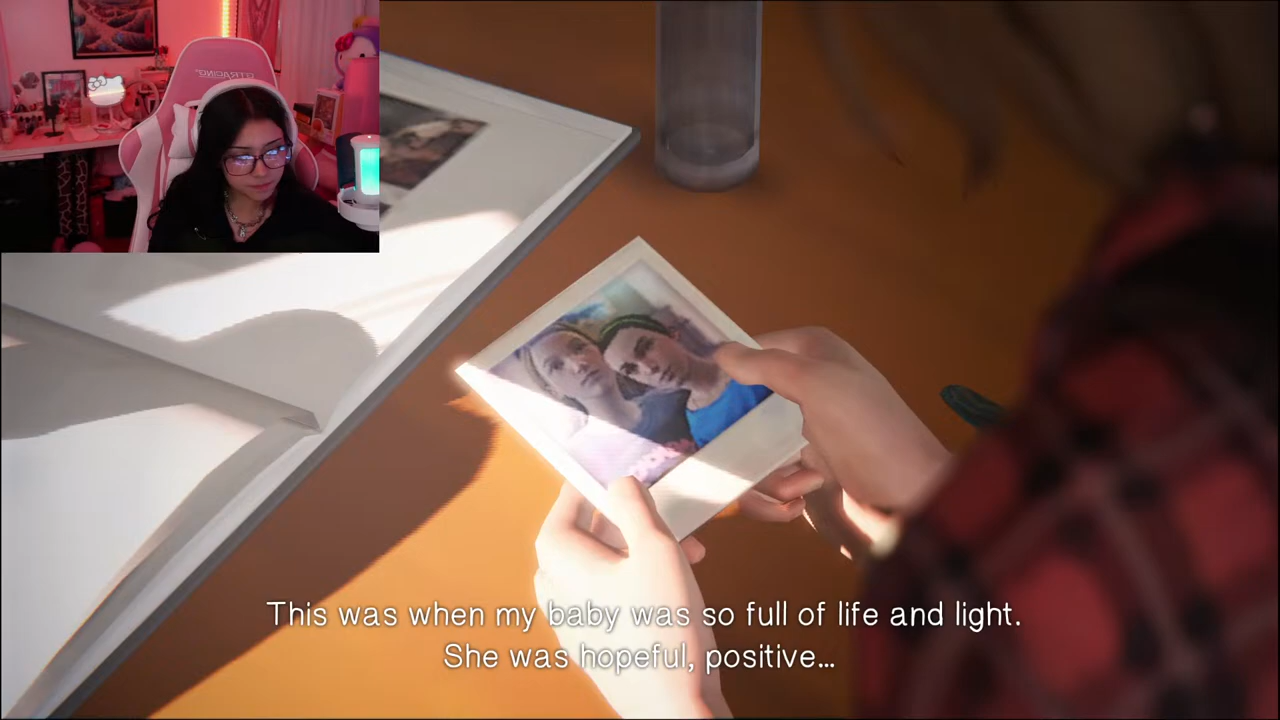 This was when my baby was so full of life and light.
She was hopeful, positive...